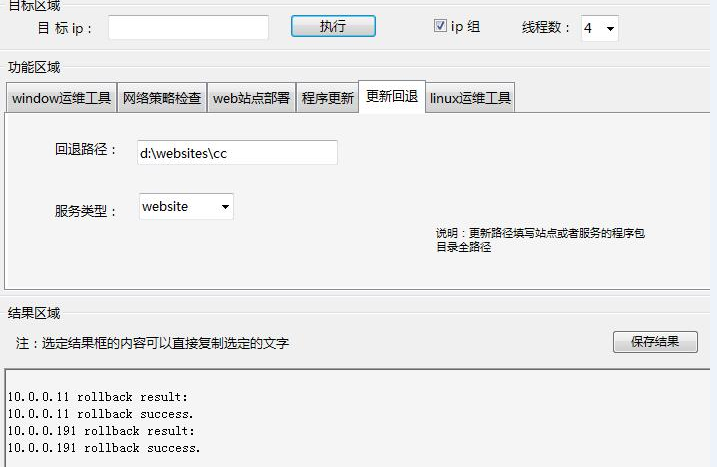 目标区域
目 标 ip：
执行
ip 组
线程数：
4
功能区域
window运维工具
网络策略检查
web站点部署
程序更新
更新回退
linux运维工具
回退路径：
d:\websites\cc
服务类型：
website
说明：更新路径填写站点或者服务的程序包
目录全路径
结果区域
注：选定结果框的内容可以直接复制选定的文字
保存结果
10.0.0.11 rollback result:
10.0.0.11 rollback success.
10.0.0.191 rollback result:
10.0.0.191 rollback success.